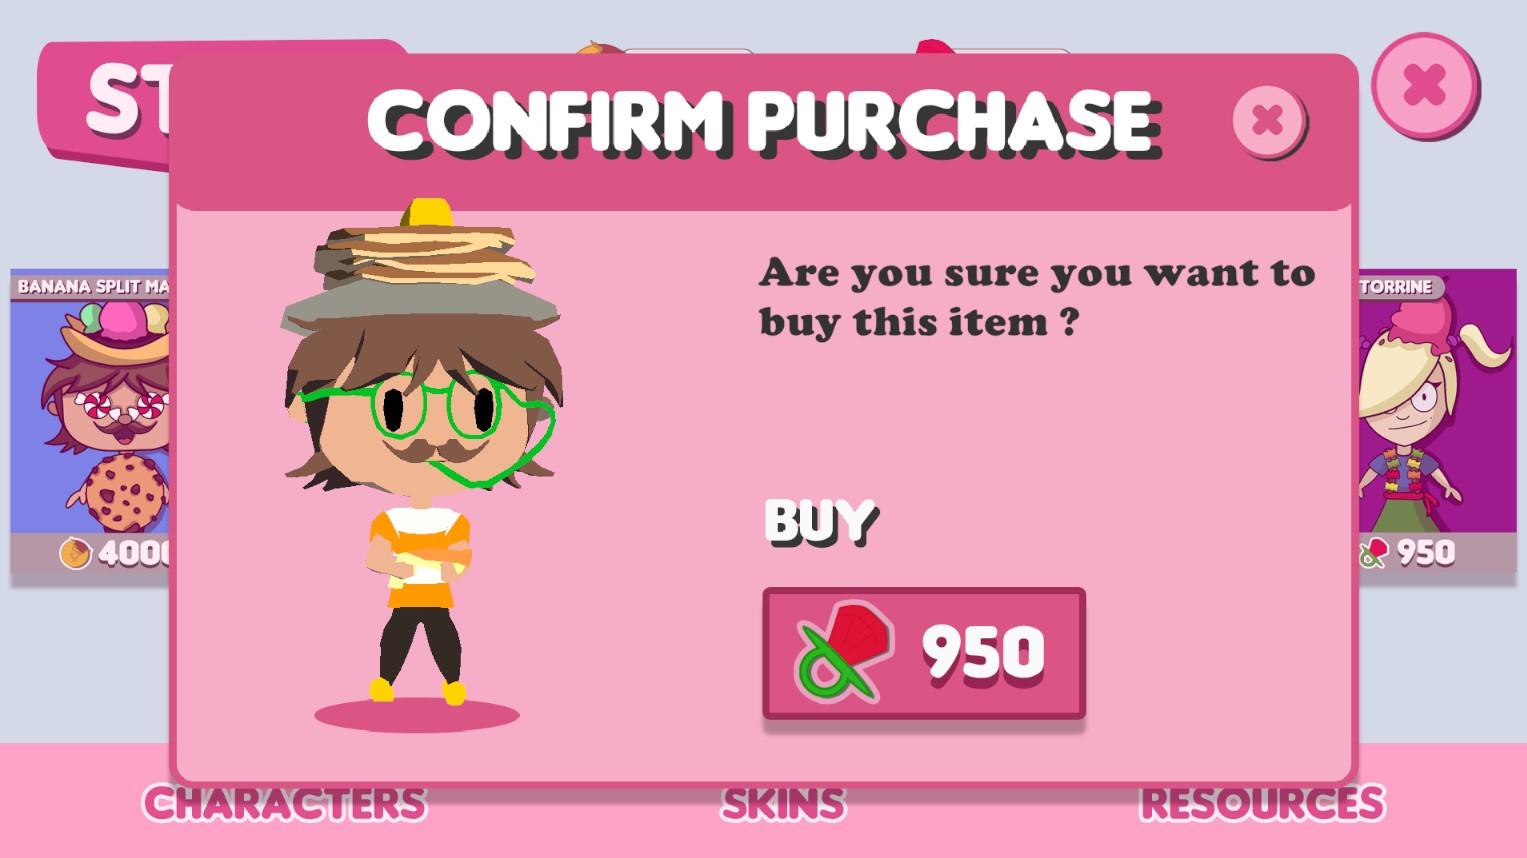 ST
CONFIRM PURCHASE
BANANA SPLIT MA
TORRINE
Are you sure you want to
buy this item ?
BUY
4000
950
950
CHARACTERS
SKINS
RESOURCES